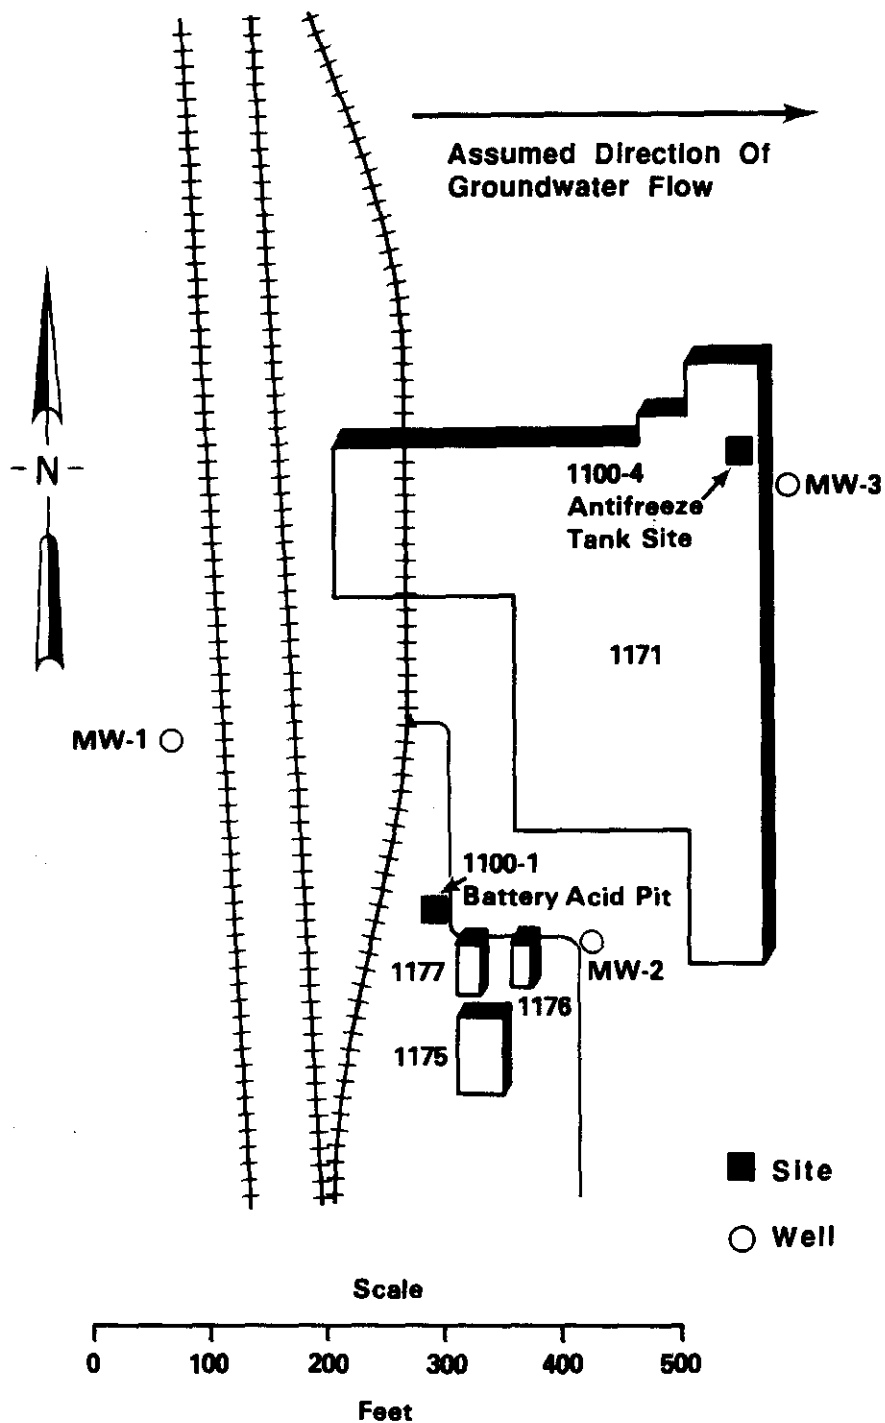 Assumed Direction Of
Groundwater Flow
-N-
1100-4
Antifreeze
Tank Site
MW-3
1171
MW-1
1100-1
Battery Acid Pit
1177
MW-2
1176
1175
Site
Well
Scale
0 100 200 300 400 500
Feet